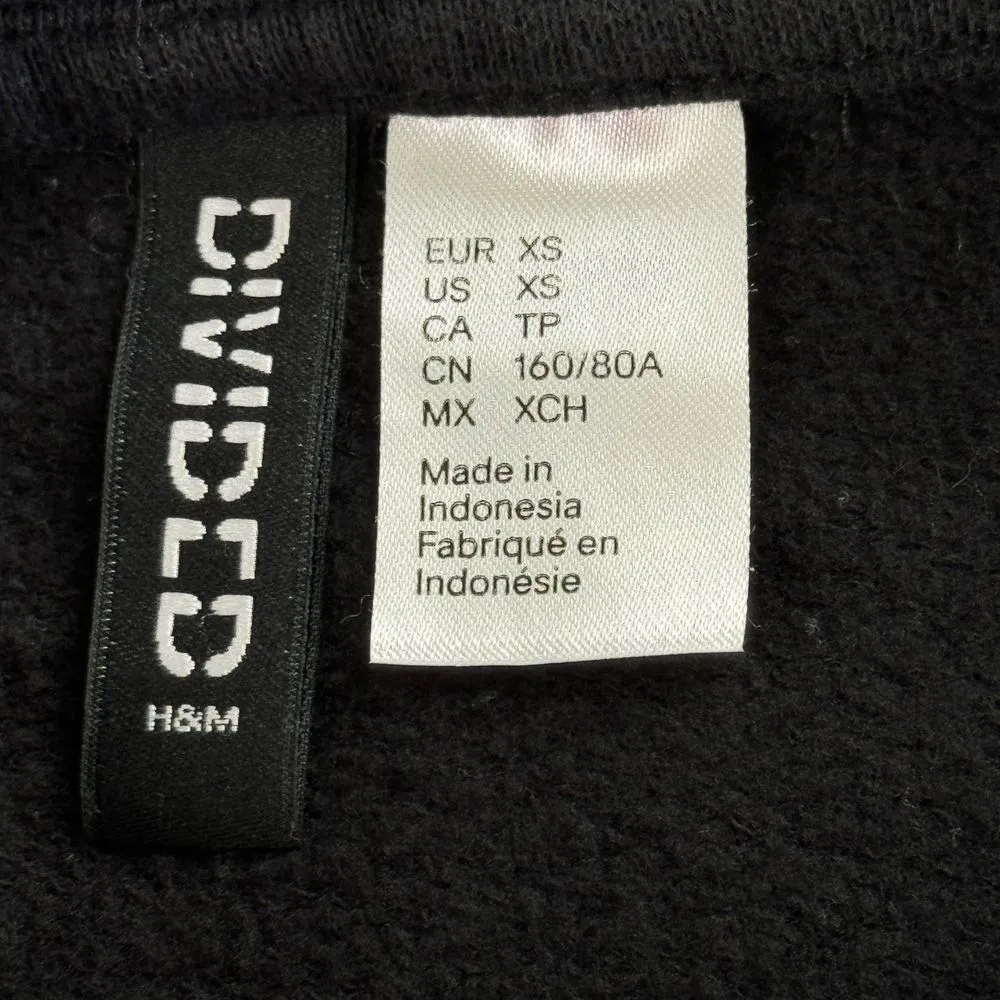 DIVIDED
H&M
EUR XS
US XS
CA TP
CN 160/80A
MX XCH
Made in
Indonesia
Fabriqué en
Indonésie